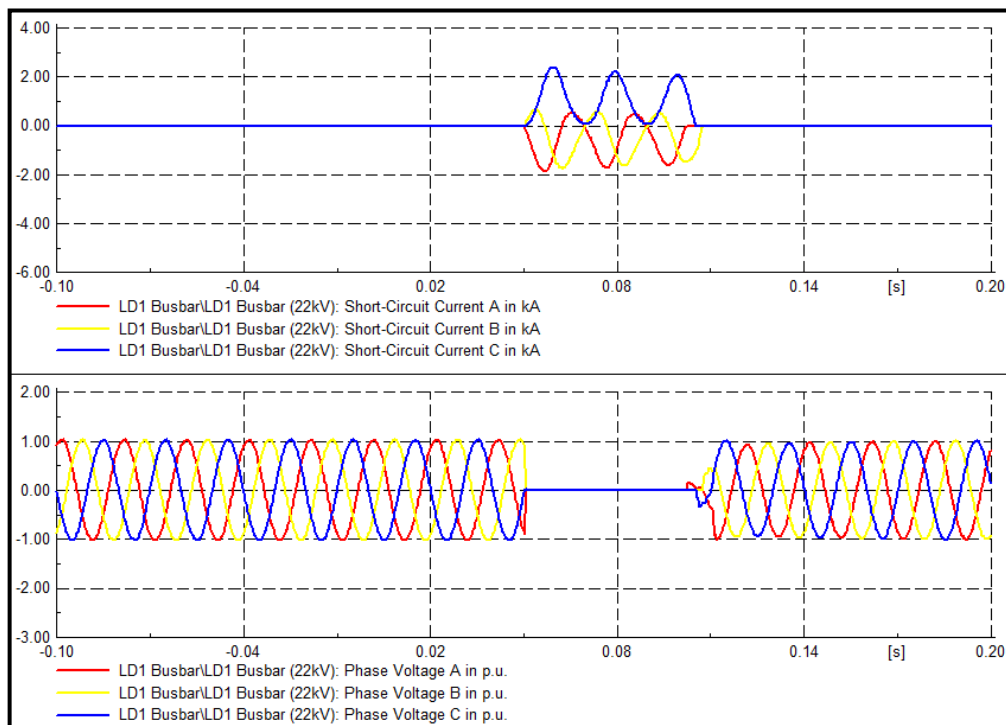 4.00
2.00
0.00
-2.00
-4.00
-6.00
-0.10 -0.04 0.02 0.08 0.14 [s] 0.20
LD1 Busbar\LD1 Busbar (22kV): Short-Circuit Current A in kA
LD1 Busbar\LD1 Busbar (22kV): Short-Circuit Current B in kA
LD1 Busbar\LD1 Busbar (22kV): Short-Circuit Current C in kA
2.00
1.00
0.00
-1.00
-2.00
-3.00
-0.10 -0.04 0.02 0.08 0.14 [s] 0.20
LD1 Busbar\LD1 Busbar (22kV): Phase Voltage A in p.u.
LD1 Busbar\LD1 Busbar (22kV): Phase Voltage B in p.u.
LD1 Busbar\LD1 Busbar (22kV): Phase Voltage C in p.u.